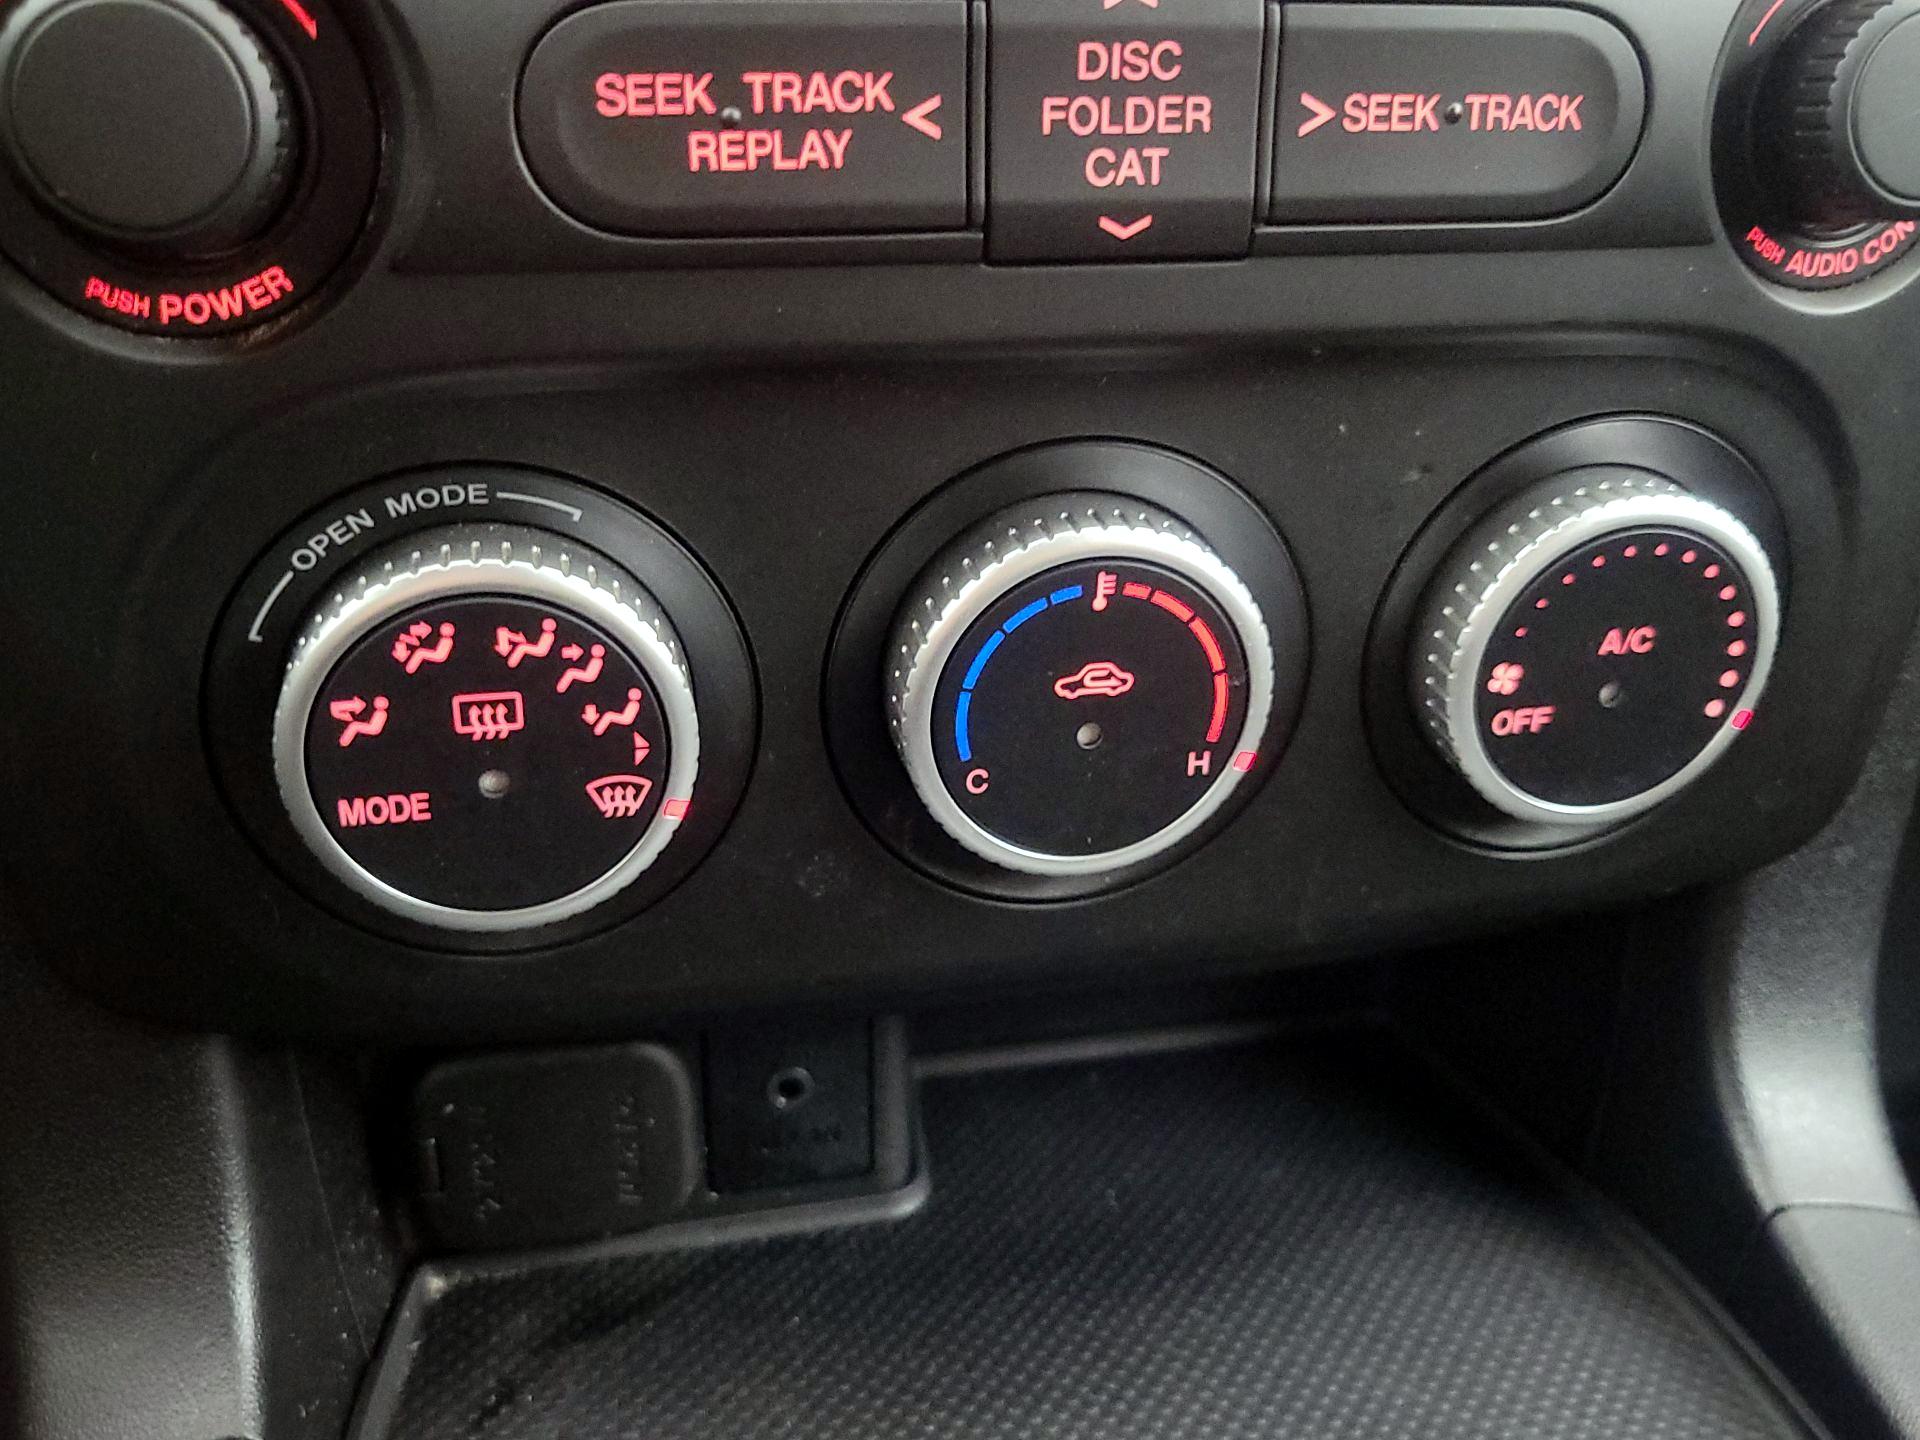 SEEK TRACK
REPLAY <
DISC
FOLDER
CAT
> SEEK TRACK
PUSH POWER
PUSH AUDIO CON
OPEN MODE
MODE
C
H
A/C
OFF